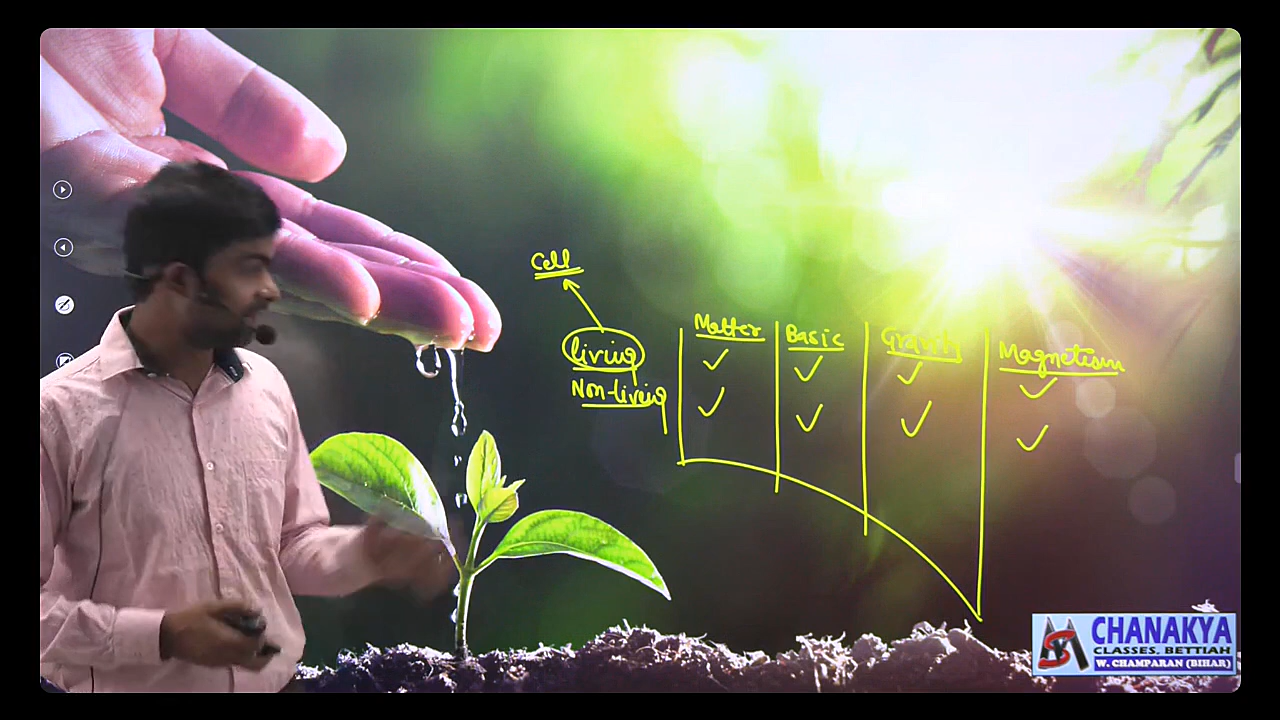 Cell
Matter Basic Gravity Magnetism
living
Non-living
CHANAKYA
CLASSES, BETTIAH
W. CHAMPARAN (BIHAR)